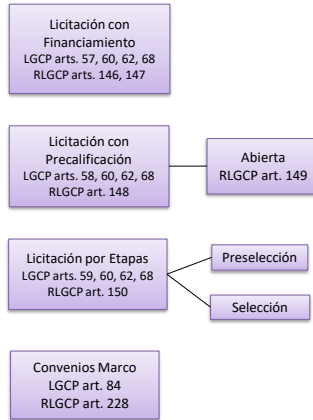 Licitación con
Financiamiento
LGCP arts. 57, 60, 62, 68
RLGCP arts. 146, 147
Licitación con
Precalificación
LGCP arts. 58, 60, 62, 68
RLGCP art. 148
Abierta
RLGCP art. 149
Licitación por Etapas
LGCP arts. 59, 60, 62, 68
RLGCP art. 150
Preselección
Selección
Convenios Marco
LGCP art. 84
RLGCP art. 228